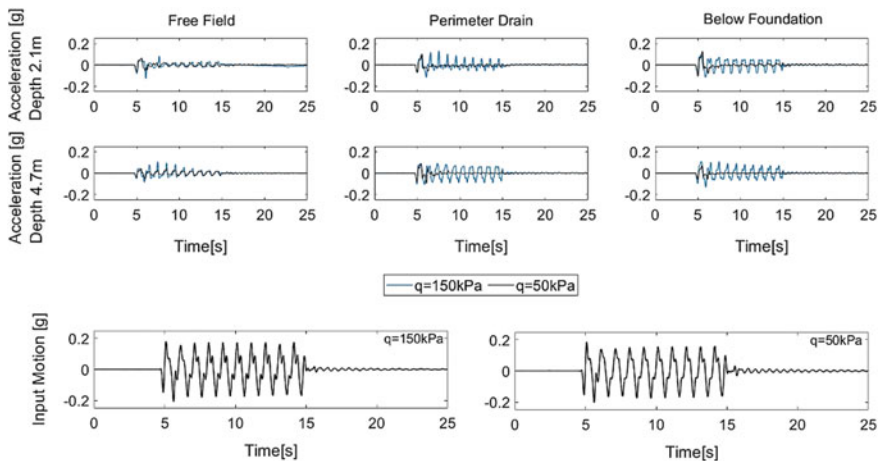 Free Field
Perimeter Drain
Below Foundation
Acceleration [g]
Depth 2.1m
0.2
0
-0.2
0 5 10 15 20 25
0.2
0
-0.2
0 5 10 15 20 25
0.2
0
-0.2
0 5 10 15 20 25
Acceleration [g]
Depth 4.7m
0.2
0
-0.2
0 5 10 15 20 25
0.2
0
-0.2
0 5 10 15 20 25
0.2
0
-0.2
0 5 10 15 20 25
Time[s]
Time[s]
Time[s]
q=150kPa q=50kPa
Input Motion [g]
0.2
0
-0.2
q=150kPa
0 5 10 15 20 25
Time[s]
0.2
0
-0.2
q=50kPa
0 5 10 15 20 25
Time[s]